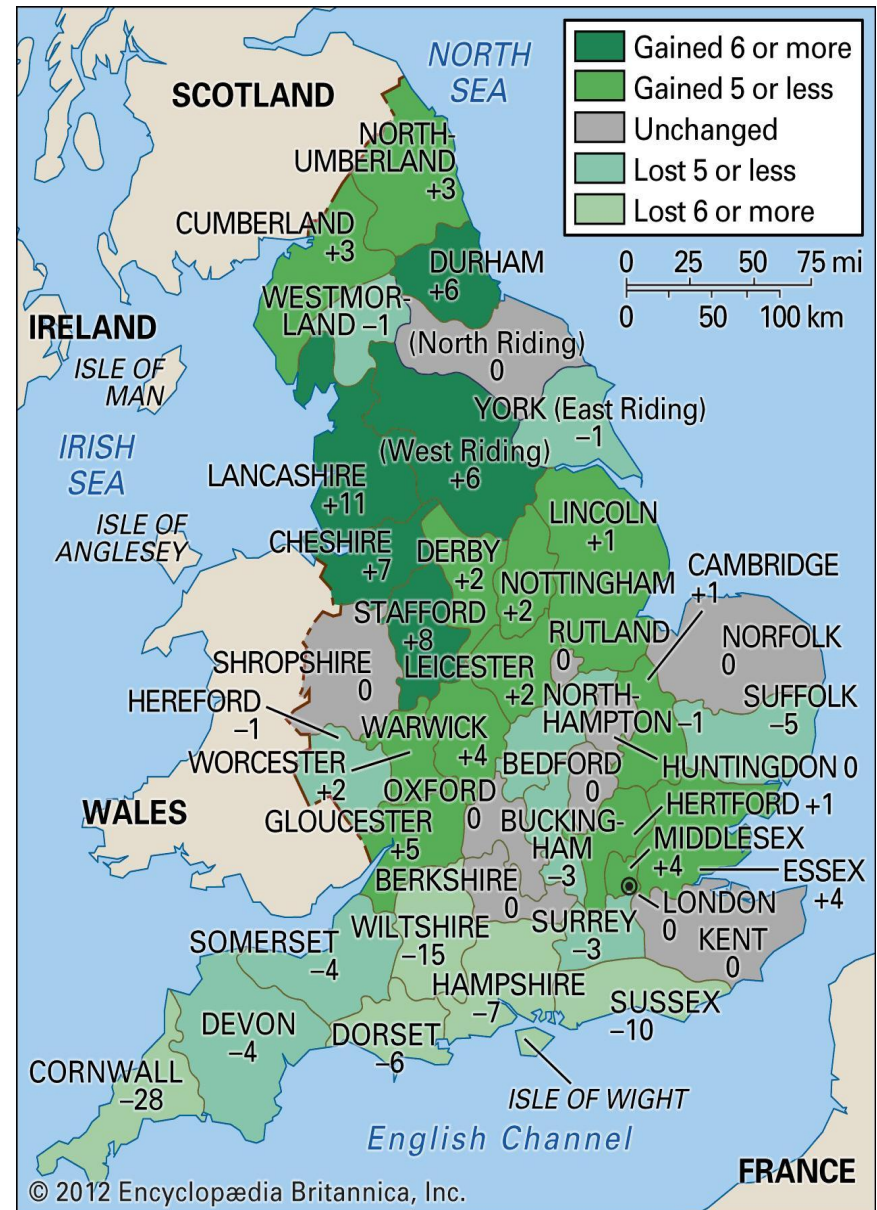 Gained 6 or more
Gained 5 or less
Unchanged
Lost 5 or less
Lost 6 or more
0 25 50 75 mi
0 50 100 km
NORTH
SEA
SCOTLAND
NORTH-
UMBERLAND
+3
CUMBERLAND
+3
DURHAM
+6
WESTMOR-
LAND –1
IRELAND
ISLE OF
MAN
(North Riding)
0
YORK (East Riding)
–1
IRISH
SEA
(West Riding)
+6
LANCASHIRE
+11
ISLE OF
ANGLESEY
CHESHIRE
+7
DERBY
+2
LINCOLN
+1
NOTTINGHAM
+2
CAMBRIDGE
+1
STAFFORD
+8
RUTLAND
0
NORFOLK
0
SHROPSHIRE
0
LEICESTER
+2
NORTH-
HAMPTON –1
SUFFOLK
–5
HEREFORD
–1
WARWICK
+4
WORCESTER
+2
BEDFORD
0
HUNTINGDON 0
WALES
OXFORD
0
HERTFORD +1
GLOUCESTER
+5
BUCKING-
HAM
–3
MIDDLESEX
+4
ESSEX
+4
BERKSHIRE
0
LONDON
0
KENT
0
SURREY
–3
WILTSHIRE
–15
SOMERSET
–4
HAMPSHIRE
–7
SUSSEX
–10
DEVON
–4
DORSET
–6
CORNWALL
–28
ISLE OF WIGHT
English Channel
FRANCE
© 2012 Encyclopædia Britannica, Inc.